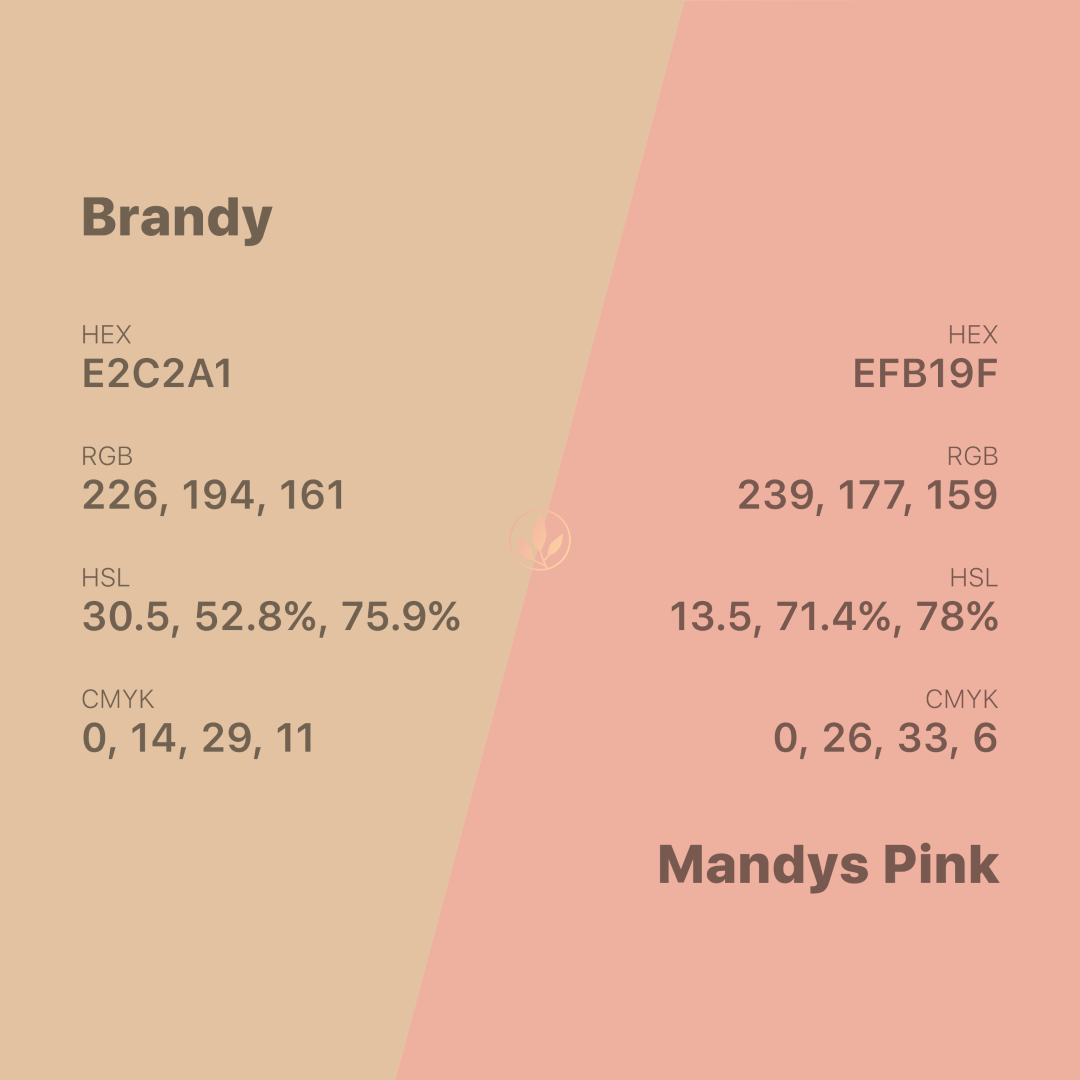 Brandy
HEX
E2C2A1
RGB
226, 194, 161
HSL
30.5, 52.8%, 75.9%
CMYK
0, 14, 29, 11
HEX
EFB19F
RGB
239, 177, 159
HSL
13.5, 71.4%, 78%
CMYK
0, 26, 33, 6
Mandys Pink